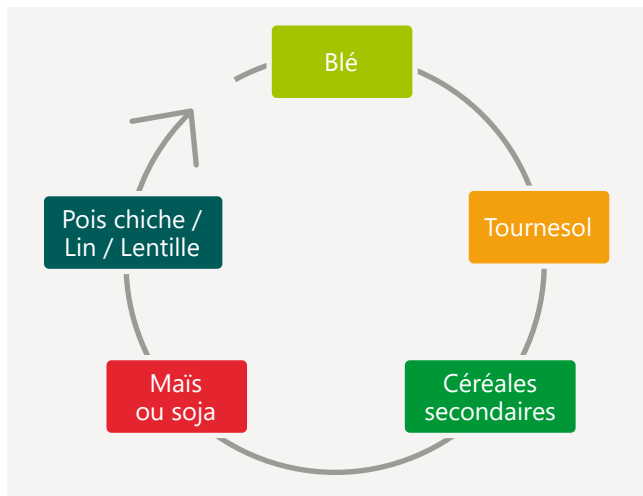 Blé
Tournesol
Céréales
secondaires
Maïs
ou soja
Pois chiche /
Lin / Lentille